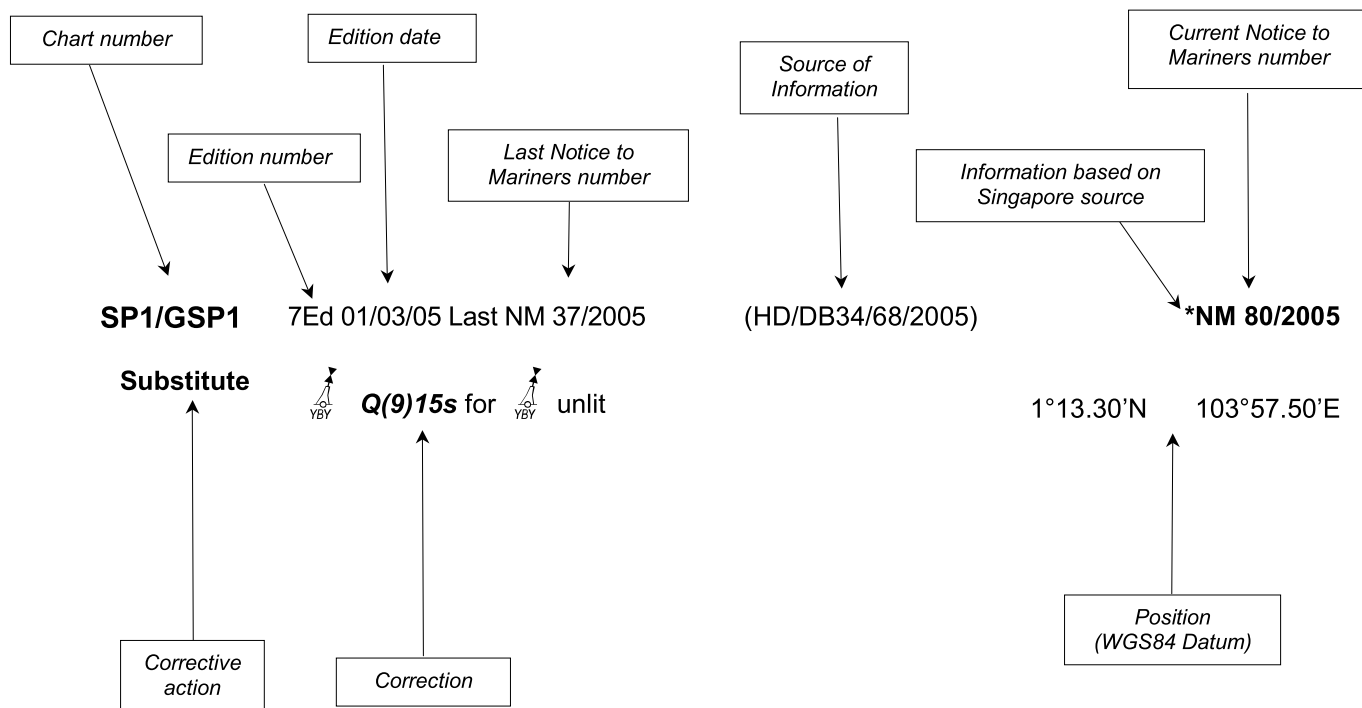 Chart number
Edition date
Source of
Information
Current Notice to
Mariners number
Edition number
Last Notice to
Mariners number
Information based on
Singapore source
SP1/GSP1 7Ed 01/03/05 Last NM 37/2005 (HD/DB34/68/2005) *NM 80/2005
Substitute YBY Q(9)15s for YBY unlit 1°13.30’N 103°57.50’E
Corrective
action
Correction
Position
(WGS84 Datum)